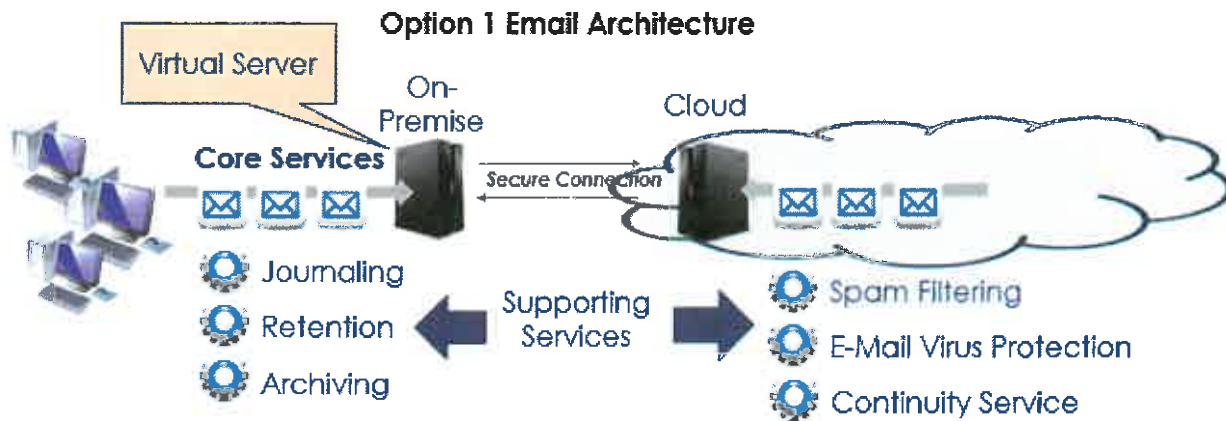 Option 1 Email Architecture
Virtual Server
On-
Premise
Cloud
Core Services
Secure Connection
Journaling
Retention
Archiving
Supporting
Services
Spam Filtering
E-Mail Virus Protection
Continuity Service